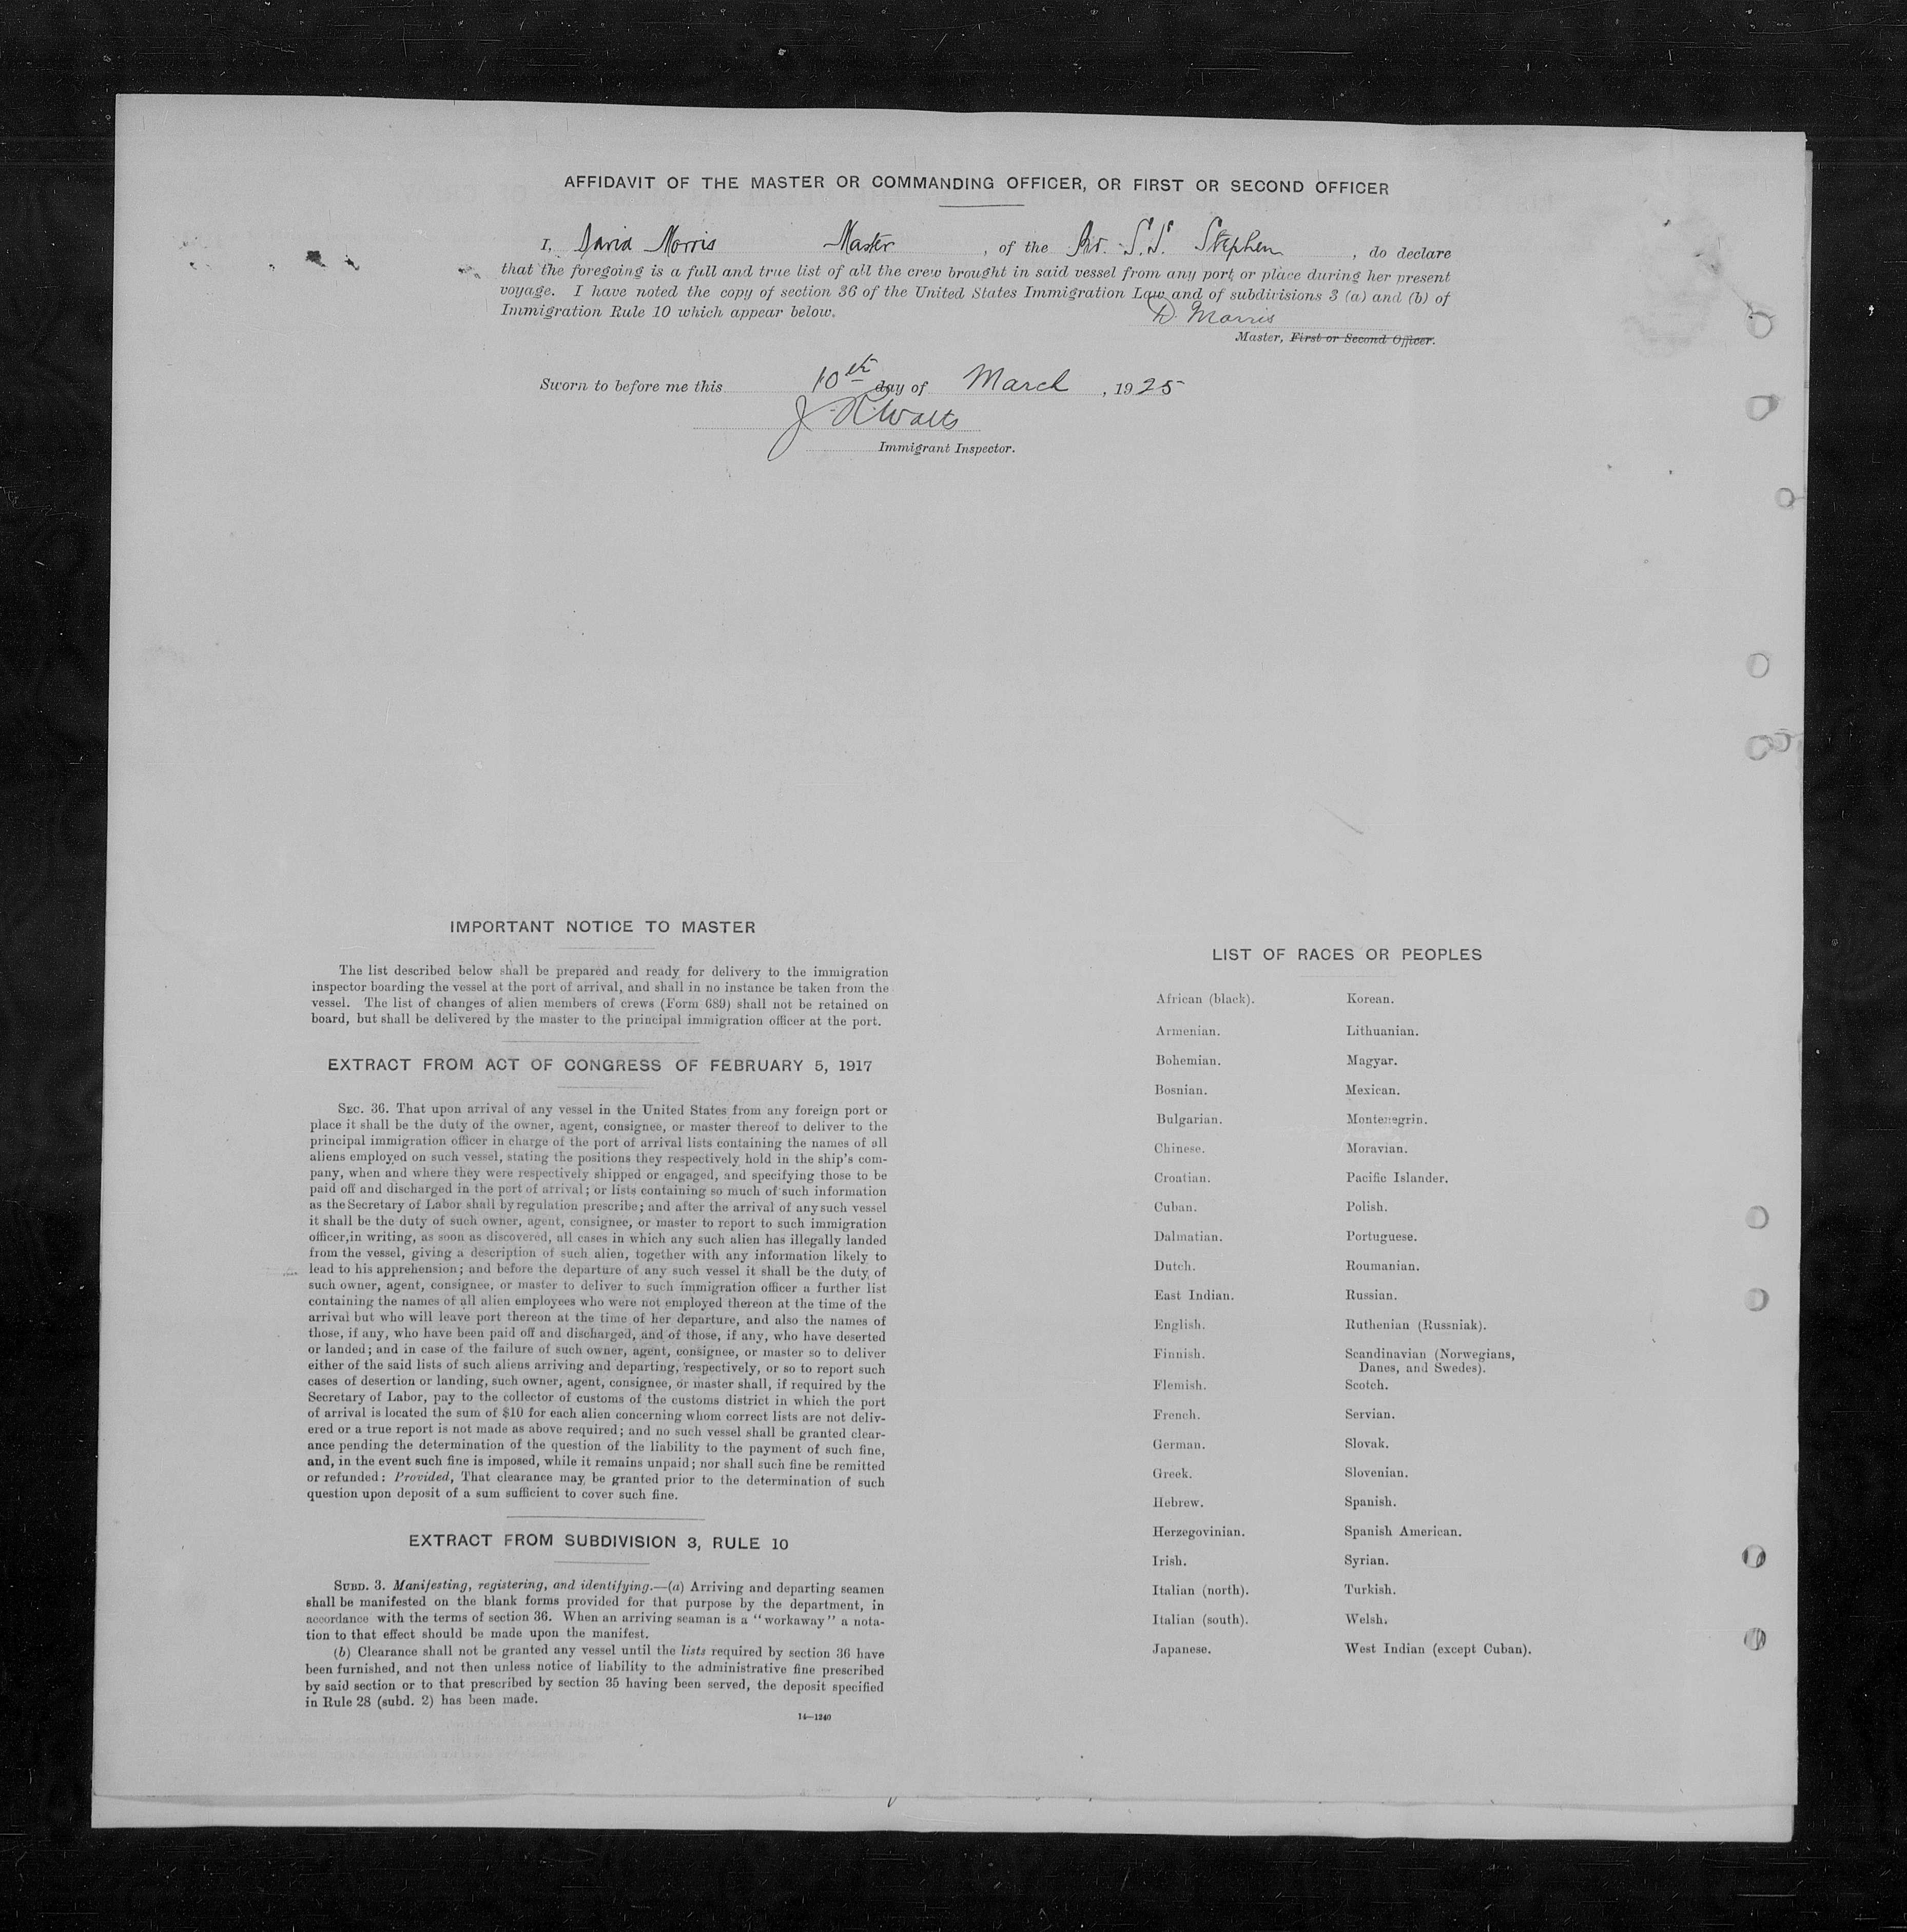 AFFIDAVIT OF THE MASTER OR COMMANDING OFFICER, OR FIRST OR SECOND OFFICER
I, David Morris Master, of the Br. S.S. Stephen, do declare
that the foregoing is a full and true list of all the crew brought in said vessel from any port or place during her present
voyage. I have noted the copy of section 36 of the United States Immigration Law and of subdivisions 3 (a) and (b) of
Immigration Rule 10 which appear below.
D. Morris
Master, First or Second Officer.
Sworn to before me this 10th day of March, 1925
Immigrant Inspector.
IMPORTANT NOTICE TO MASTER
The list described below shall be prepared and ready for delivery to the immigration
inspector boarding the vessel at the port of arrival, and shall in no instance be taken from the
vessel. The list of changes of alien members of crews (Form 689) shall not be retained on
board, but shall be delivered by the master to the principal immigration officer at the port.
EXTRACT FROM ACT OF CONGRESS OF FEBRUARY 5, 1917
SEC. 36. That upon arrival of any vessel in the United States from any foreign port or
place it shall be the duty of the owner, agent, consignee, or master thereof to deliver to the
principal immigration officer in charge of the port of arrival lists containing the names of all
aliens employed on such vessel, stating the positions they respectively hold in the ship's com-
pany, when and where they were respectively shipped or engaged, and specifying those to be
paid off and discharged in the port of arrival; or lists containing so much of such information
as the Secretary of Labor shall by regulation prescribe; and after the arrival of any such vessel
it shall be the duty of such owner, agent, consignee, or master to report to such immigration
officer, in writing, as soon as discovered, all cases in which any such alien has illegally landed
from the vessel, giving a description of such alien, together with any information likely to
lead to his apprehension; and before the departure of any such vessel it shall be the duty of
such owner, agent, consignee, or master to deliver to such immigration officer a further list
containing the names of all alien employees who were not employed thereon at the time of the
arrival but who will leave port thereon at the time of her departure, and also the names of
those, if any, who have been paid off and discharged, and of those, if any, who have deserted
or landed; and in case of the failure of such owner, agent, consignee, or master so to deliver
either of the said lists of such aliens arriving and departing, respectively, or so to report such
cases of desertion or landing, such owner, agent, consignee, or master shall, if required by the
Secretary of Labor, pay to the collector of customs of the customs district in which the port
of arrival is located the sum of $10 for each alien concerning whom correct lists are not deliv-
ered or a true report is not made as above required; and no such vessel shall be granted clear-
ance pending the determination of the question of the liability to the payment of such fine,
and, in the event such fine is imposed, while it remains unpaid; nor shall such fine be remitted
or refunded: Provided, That clearance may be granted prior to the determination of such
question upon deposit of a sum sufficient to cover such fine.
EXTRACT FROM SUBDIVISION 3, RULE 10
SUBD. 3. Manifesting, registering, and identifying.—(a) Arriving and departing seamen
shall be manifested on the blank forms provided for that purpose by the department, in
accordance with the terms of section 36. When an arriving seaman is a "workaway" a nota-
tion to that effect should be made upon the manifest.
(b) Clearance shall not be granted any vessel until the lists required by section 36 have
been furnished, and not then unless notice of liability to the administrative fine prescribed
by said section or to that prescribed by section 35 having been served, the deposit specified
in Rule 28 (subd. 2) has been made.
14—1240
LIST OF RACES OR PEOPLES
African (black). Korean.
Armenian. Lithuanian.
Bohemian. Magyar.
Bosnian. Mexican.
Bulgarian. Montenegrin.
Chinese. Moravian.
Croatian. Pacific Islander.
Cuban. Polish.
Dalmatian. Portuguese.
Dutch. Roumanian.
East Indian. Russian.
English. Ruthenian (Russniak).
Finnish. Scandinavian (Norwegians,
Danes, and Swedes).
Flemish. Scotch.
French. Servian.
German. Slovak.
Greek. Slovenian.
Hebrew. Spanish.
Herzegovinian. Spanish American.
Irish. Syrian.
Italian (north). Turkish.
Italian (south). Welsh.
Japanese. West Indian (except Cuban).